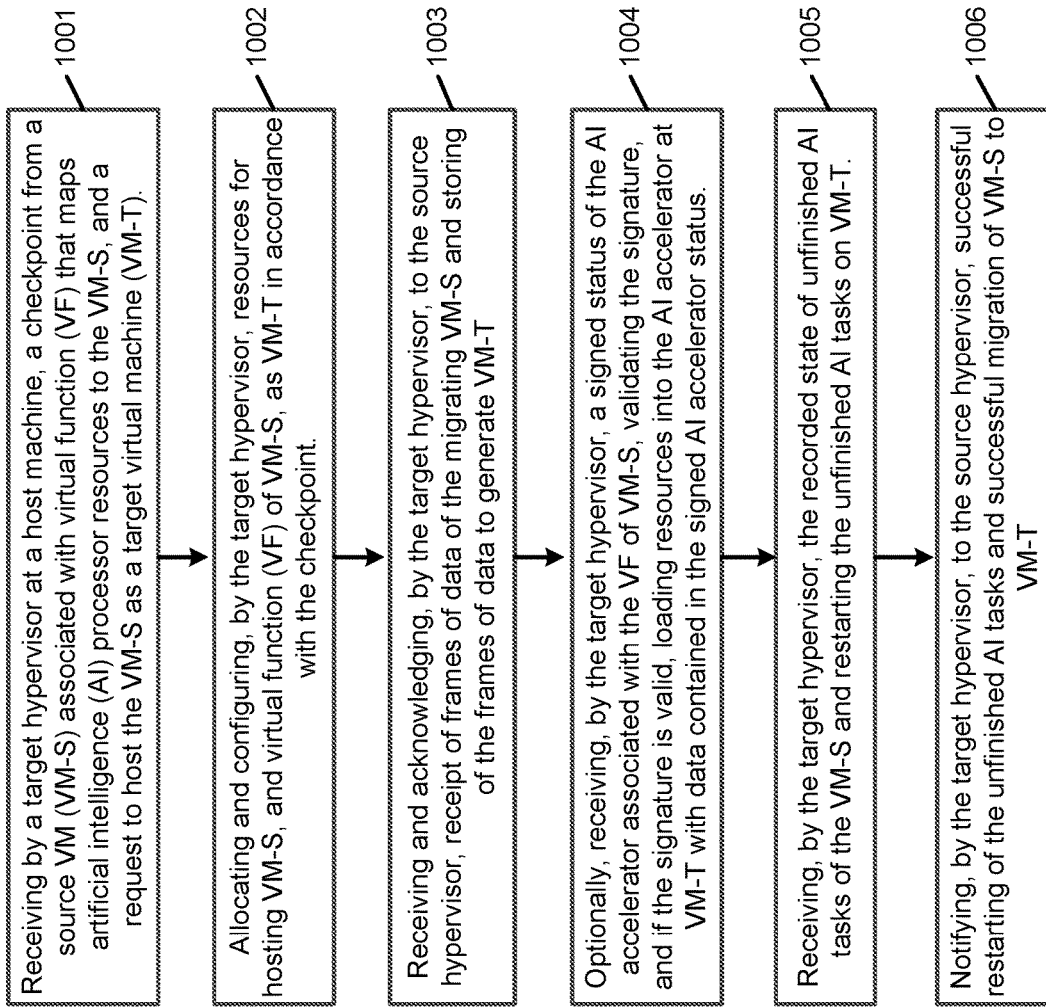 Receiving by a target hypervisor at a host machine, a checkpoint from a
source VM (VM-S) associated with virtual function (VF) that maps
artificial intelligence (AI) processor resources to the VM-S, and a
request to host the VM-S as a target virtual machine (VM-T).
1001
Allocating and configuring, by the target hypervisor, resources for
hosting VM-S, and virtual function (VF) of VM-S, as VM-T in accordance
with the checkpoint.
1002
Receiving and acknowledging, by the target hypervisor, to the source
hypervisor, receipt of frames of data of the migrating VM-S and storing
of the frames of data to generate VM-T
1003
Optionally, receiving, by the target hypervisor, a signed status of the AI
accelerator associated with the VF of VM-S, validating the signature,
and if the signature is valid, loading resources into the AI accelerator at
VM-T with data contained in the signed AI accelerator status.
1004
Receiving, by the target hypervisor, the recorded state of unfinished AI
tasks of the VM-S and restarting the unfinished AI tasks on VM-T.
1005
Notifying, by the target hypervisor, to the source hypervisor, successful
restarting of the unfinished AI tasks and successful migration of VM-S to
VM-T
1006